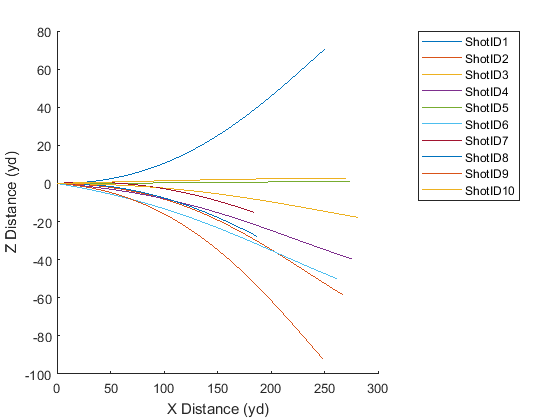 80
60
40
20
0
-20
-40
-60
-80
-100
0 50 100 150 200 250 300
X Distance (yd)
Z Distance (yd)
ShotID1
ShotID2
ShotID3
ShotID4
ShotID5
ShotID6
ShotID7
ShotID8
ShotID9
ShotID10